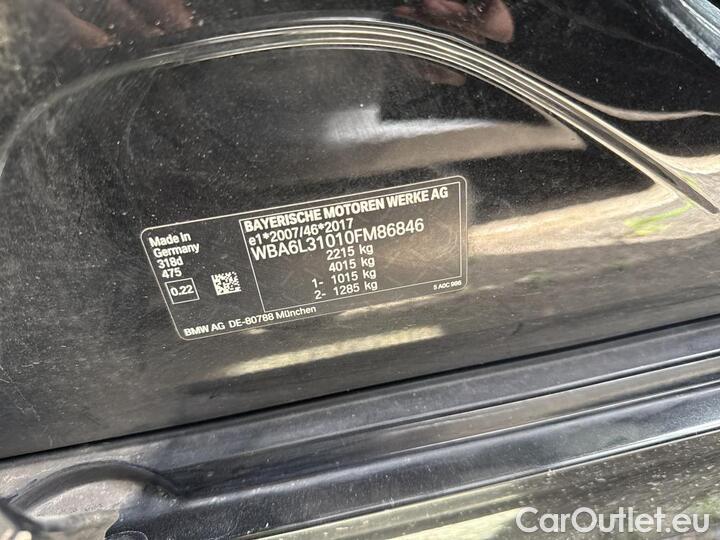 BAYERISCHE MOTOREN WERKE AG
e1*2007/46*2017
WBA6L31010FM86846
2215 kg
4015 kg
1- 1015 kg
2- 1285 kg
Made in
Germany
318d
475
0.22
5 A0C 986
BMW AG DE-80788 München
CarOutlet.eu